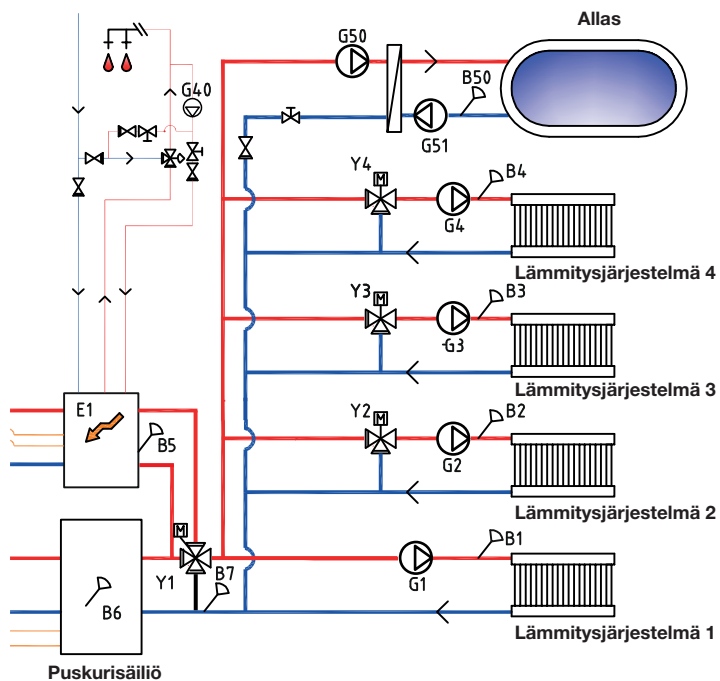 Allas
G50
B50
G40
G51
Y4
M
B4
G4
Lämmitysjärjestelmä 4
Y3
M
B3
G3
Lämmitysjärjestelmä 3
E1
Y2
M
B2
B5
G2
Lämmitysjärjestelmä 2
M
B1
Y1
B7
G1
B6
Lämmitysjärjestelmä 1
Puskurisäiliö